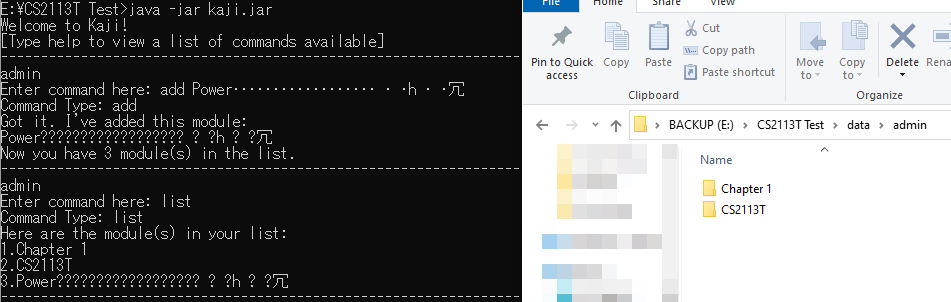 E:\CS2113T Test>java -jar kaji.jar
Welcome to Kaji!
[Type help to view a list of commands available]
admin
Enter command here: add Power················· · ·h · ·冗
Command Type: add
Got it. I've added this module:
Power?????????????????? ? ?h ? ?冗
Now you have 3 module(s) in the list.
admin
Enter command here: list
Command Type: list
Here are the module(s) in your list:
1.Chapter 1
2.CS2113T
3.Power?????????????????? ? ?h ? ?冗
File
Home
Share
View
Pin to Quick access
Copy
Paste
Cut
Copy path
Paste shortcut
Clipboard
Move to
Copy to
Delete
Organize
BACKUP (E:) > CS2113T Test > data > admin
Name
Chapter 1
CS2113T